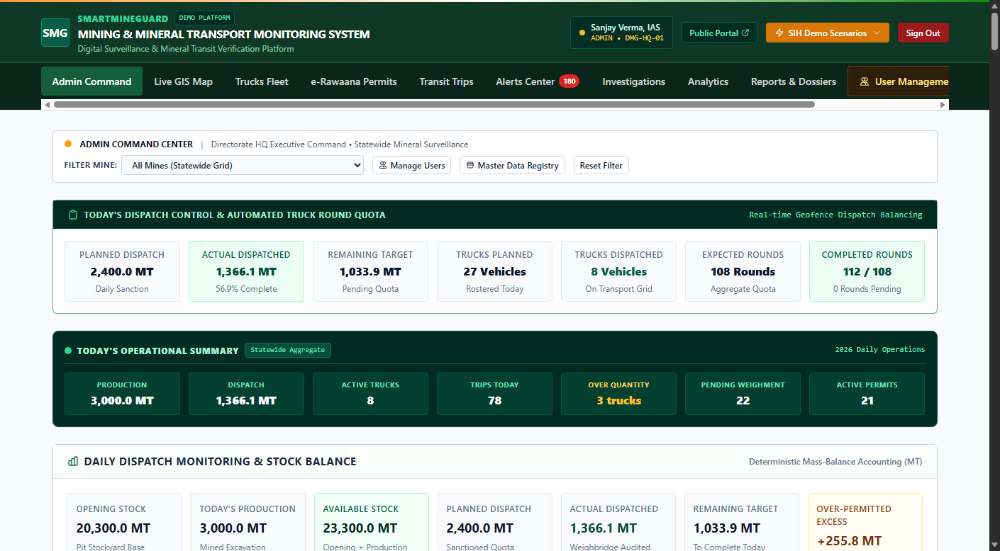 SMG
SMARTMINEGUARD DEMO PLATFORM
MINING & MINERAL TRANSPORT MONITORING SYSTEM
Digital Surveillance & Mineral Transit Verification Platform
Sanjay Verma, IAS
ADMIN • DMG-HQ-01
Public Portal
SIH Demo Scenarios
Sign Out
Admin Command
Live GIS Map
Trucks Fleet
e-Rawaana Permits
Transit Trips
Alerts Center 180
Investigations
Analytics
Reports & Dossiers
User Manageme
ADMIN COMMAND CENTER | Directorate HQ Executive Command • Statewide Mineral Surveillance
FILTER MINE: All Mines (Statewide Grid) Manage Users Master Data Registry Reset Filter
TODAY'S DISPATCH CONTROL & AUTOMATED TRUCK ROUND QUOTA
Real-time Geofence Dispatch Balancing
PLANNED DISPATCH
2,400.0 MT
Daily Sanction
ACTUAL DISPATCHED
1,366.1 MT
56.9% Complete
REMAINING TARGET
1,033.9 MT
Pending Quota
TRUCKS PLANNED
27 Vehicles
Rostered Today
TRUCKS DISPATCHED
8 Vehicles
On Transport Grid
EXPECTED ROUNDS
108 Rounds
Aggregate Quota
COMPLETED ROUNDS
112 / 108
0 Rounds Pending
TODAY'S OPERATIONAL SUMMARY Statewide Aggregate
2026 Daily Operations
PRODUCTION
3,000.0 MT
DISPATCH
1,366.1 MT
ACTIVE TRUCKS
8
TRIPS TODAY
78
OVER QUANTITY
3 trucks
PENDING WEIGHMENT
22
ACTIVE PERMITS
21
DAILY DISPATCH MONITORING & STOCK BALANCE
Deterministic Mass-Balance Accounting (MT)
OPENING STOCK
20,300.0 MT
Pit Stockyard Base
TODAY'S PRODUCTION
3,000.0 MT
Mined Excavation
AVAILABLE STOCK
23,300.0 MT
Opening + Production
PLANNED DISPATCH
2,400.0 MT
Sanctioned Quota
ACTUAL DISPATCHED
1,366.1 MT
Weighbridge Audited
REMAINING TARGET
1,033.9 MT
To Complete Today
OVER-PERMITTED
EXCESS
+255.8 MT